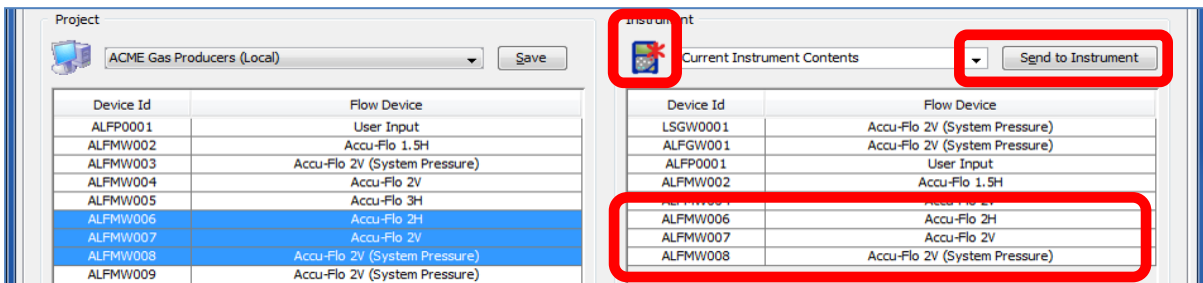 Project
Instrument
ACME Gas Producers (Local)
Save
Current Instrument Contents
Send to Instrument
Device Id Flow Device
ALFP0001 User Input
ALFMW002 Accu-Flo 1.5H
ALFMW003 Accu-Flo 2V (System Pressure)
ALFMW004 Accu-Flo 2V
ALFMW005 Accu-Flo 3H
ALFMW006 Accu-Flo 2H
ALFMW007 Accu-Flo 2V
ALFMW008 Accu-Flo 2V (System Pressure)
ALFMW009 Accu-Flo 2V (System Pressure)
Device Id Flow Device
LSGW0001 Accu-Flo 2V (System Pressure)
ALFGW001 Accu-Flo 2V (System Pressure)
ALFP0001 User Input
ALFMW002 Accu-Flo 1.5H
ALFMW006 Accu-Flo 2H
ALFMW007 Accu-Flo 2V
ALFMW008 Accu-Flo 2V (System Pressure)